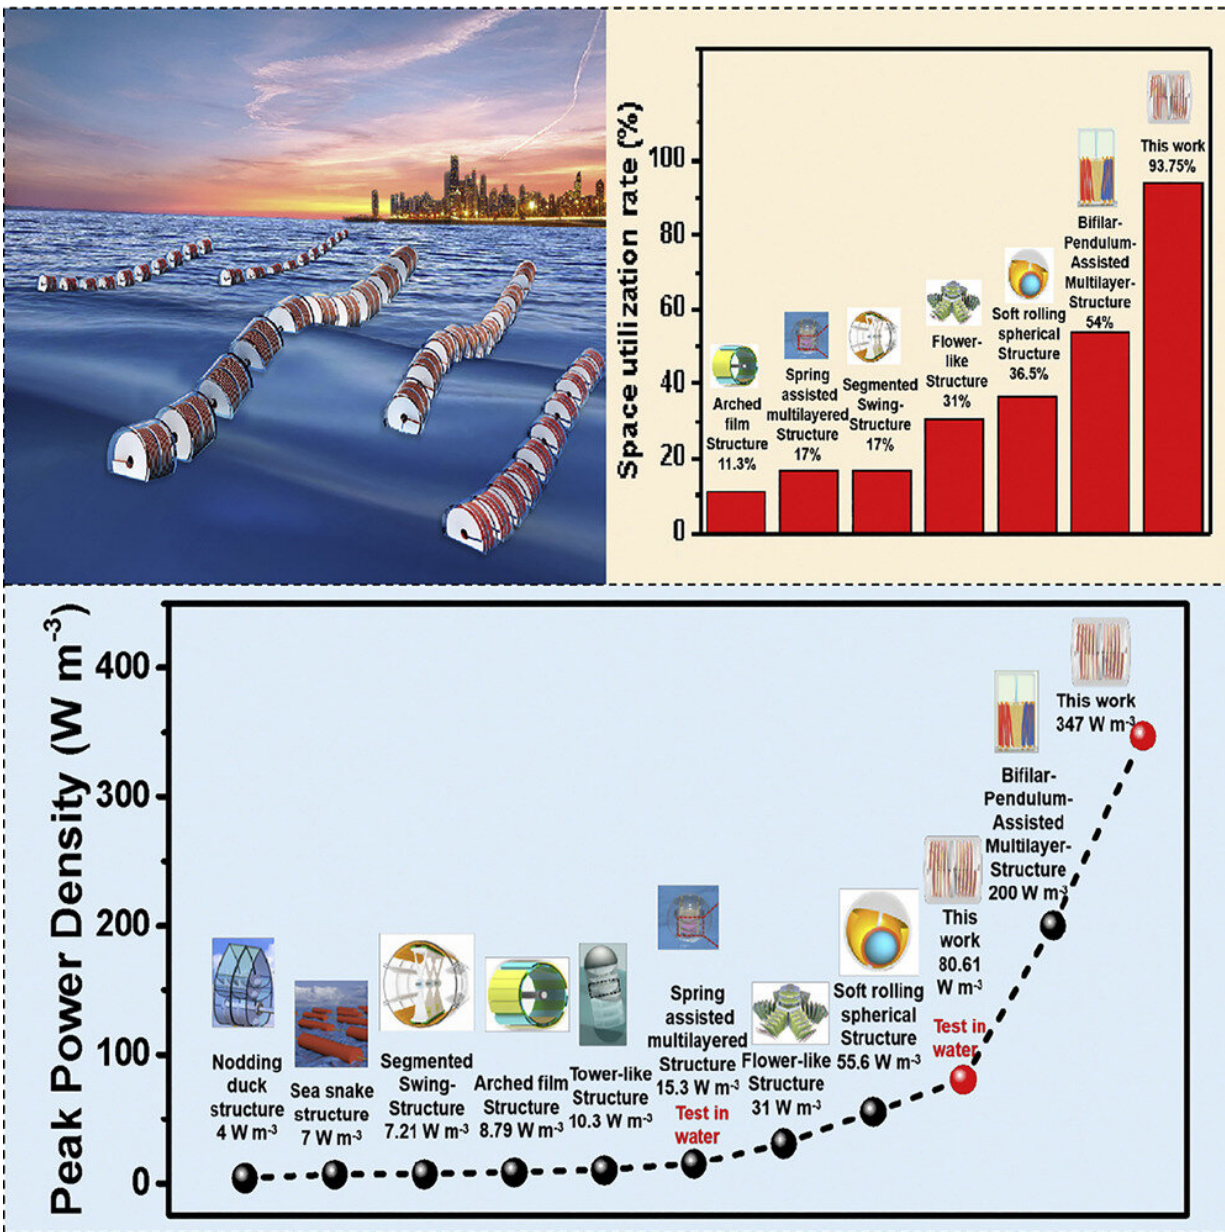 Space utilization rate (%)
100
80
60
40
20
0
Arched
film
Structure
11.3%
Spring
assisted
multilayered
Structure
17%
Segmented
Swing-
Structure
17%
Flower-
like
Structure
31%
Soft rolling
spherical
Structure
36.5%
Bifilar-
Pendulum-
Assisted
Multilayer-
Structure
54%
This work
93.75%
Peak Power Density (W m⁻³)
400
300
200
100
0
Nodding
duck
structure
4 W m⁻³
Sea snake
structure
7 W m⁻³
Segmented
Swing-
Structure
7.21 W m⁻³
Arched film
Structure
8.79 W m⁻³
Tower-like
Structure
10.3 W m⁻³
Spring
assisted
multilayered
Structure
15.3 W m⁻³
Test in
water
Flower-like
Structure
31 W m⁻³
Soft rolling
spherical
Structure
55.6 W m⁻³
This
work
80.61
W m⁻³
Test in
water
Bifilar-
Pendulum-
Assisted
Multilayer-
Structure
200 W m⁻³
This work
347 W m⁻³